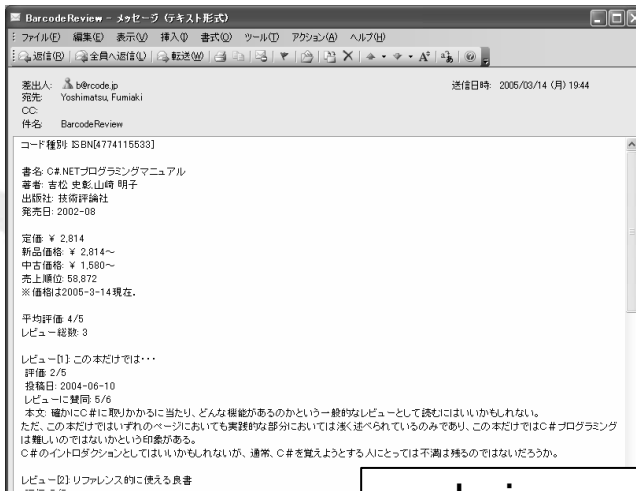 BarcodeReview - メッセージ (テキスト形式)
ファイル(F) 編集(E) 表示(V) 挿入(I) 書式(O) ツール(T) アクション(A) ヘルプ(H)
返信(R) 全員へ返信(L) 転送(W)
差出人: b@rcode.jp 送信日時: 2005/03/14 (月) 19:44
宛先: Yoshimatsu, Fumiaki
CC:
件名: BarcodeReview
コード種別: ISBN[4774115533]
書名: C#.NETプログラミングマニュアル
著者: 吉松 史彰,山崎 明子
出版社: 技術評論社
発売日: 2002-08
定価: ¥ 2,814
新品価格: ¥ 2,814～
中古価格: ¥ 1,580～
売上順位: 58,872
※価格は2005-3-14現在.
平均評価: 4/5
レビュー総数: 3
レビュー[1]: この本だけでは・・・
評価: 2/5
投稿日: 2004-06-10
レビューに賛同: 5/6
本文: 確かにC#に取りかかるに当たり、どんな機能があるのかという一般的なレビューとして読むにはいいかもしれない。
ただ、この本だけではいずれのページにおいても実践的な部分においては浅く述べられているのみであり、この本だけではC#プログラミング
は難しいのではないかという印象がある。
C#のイントロダクションとしてはいいかもしれないが、通常、C#を覚えようとする人にとっては不満は残るのではないだろうか。
レビュー[2]: リファレンス的に使える良書